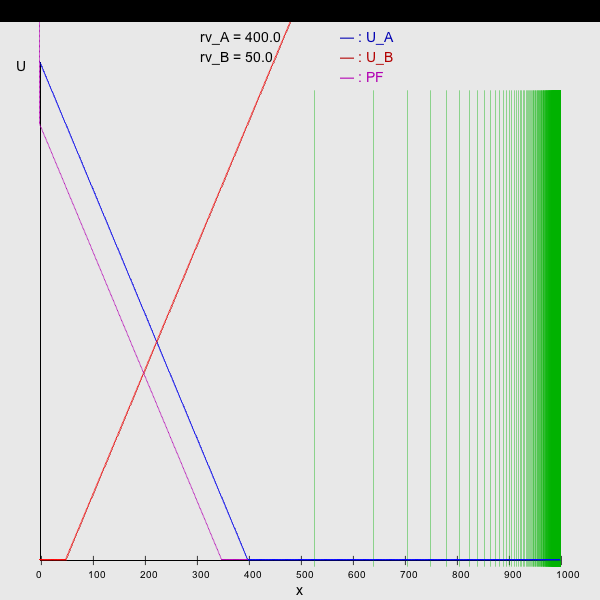 rv_A = 400.0
— : U_A
rv_B = 50.0
— : U_B
— : PF
U
0 100 200 300 400 500 600 700 800 900 1000
x